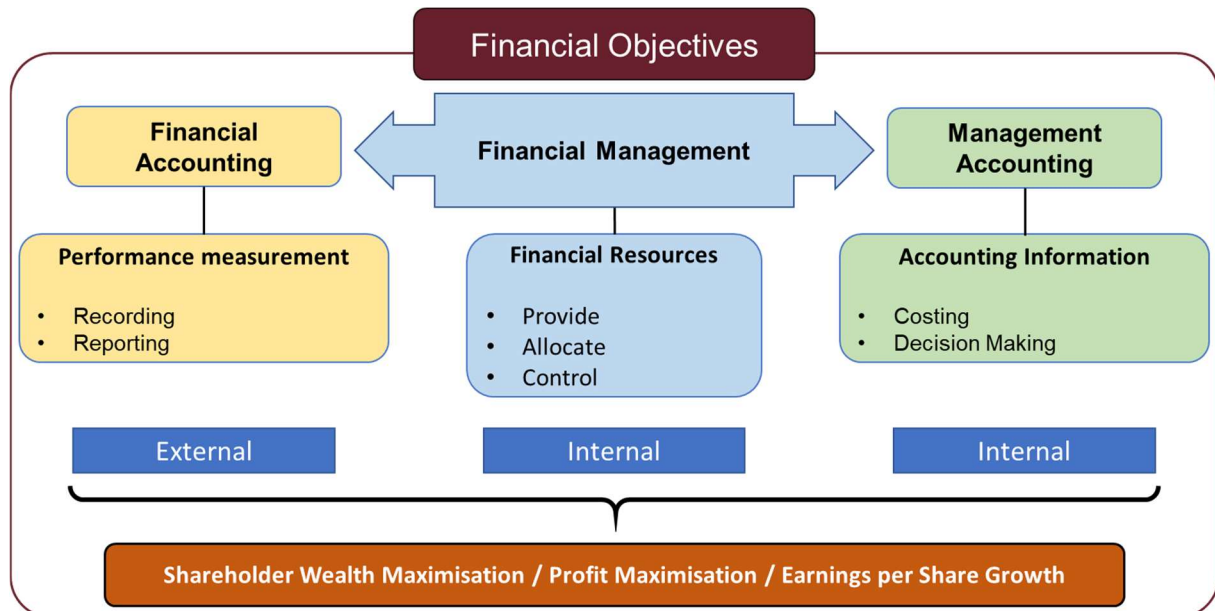 Financial Objectives
Financial
Accounting
Financial Management
Management
Accounting
Performance measurement
• Recording
• Reporting
Financial Resources
• Provide
• Allocate
• Control
Accounting Information
• Costing
• Decision Making
External
Internal
Internal
Shareholder Wealth Maximisation / Profit Maximisation / Earnings per Share Growth